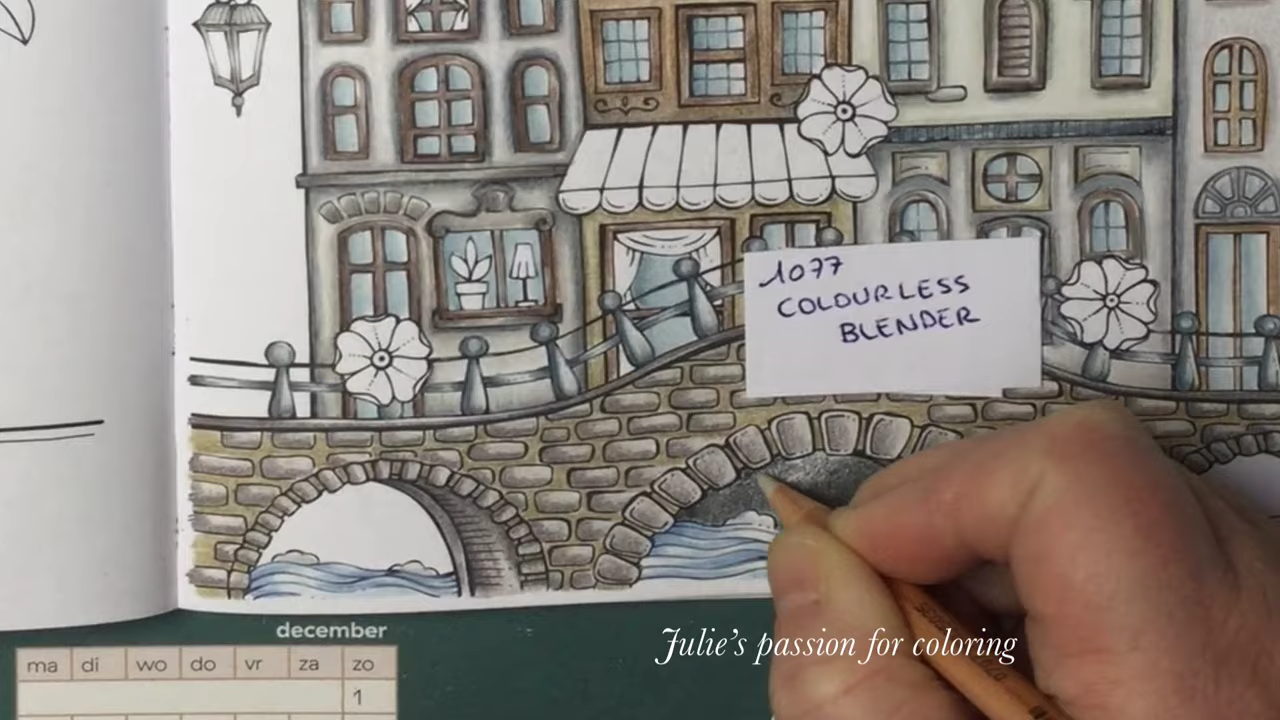 1077
COLOURLESS
BLENDER
Julie's passion for coloring
december
ma di wo do vr za zo
1